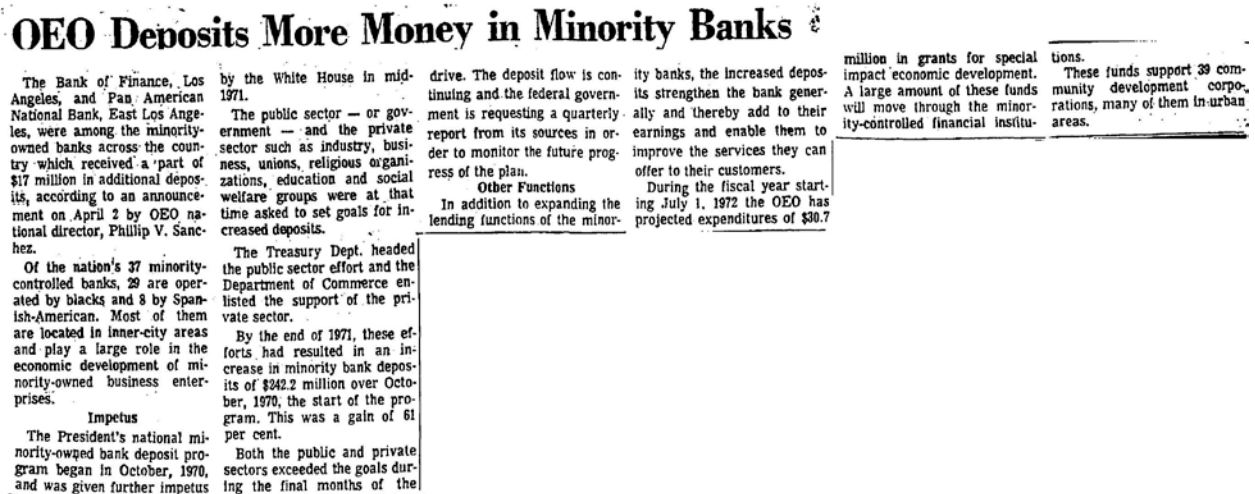 OEO Deposits More Money in Minority Banks
The Bank of Finance, Los
Angeles, and Pan American
National Bank, East Los Ange-
les, were among the minority-
owned banks across the coun-
try which received a part of
$17 million in additional depos-
its, according to an announce-
ment on April 2 by OEO na-
tional director, Phillip V. Sanc-
hez.
Of the nation's 37 minority-
controlled banks, 29 are oper-
ated by blacks and 8 by Span-
ish-American. Most of them
are located in inner-city areas
and play a large role in the
economic development of mi-
nority-owned business enter-
prises.
Impetus
The President's national mi-
nority-owned bank deposit pro-
gram began in October, 1970,
and was given further impetus
by the White House in mid-
1971.
The public sector — or gov-
ernment — and the private
sector such as industry, busi-
ness, unions, religious organi-
zations, education and social
welfare groups were at that
time asked to set goals for in-
creased deposits.
The Treasury Dept. headed
the public sector effort and the
Department of Commerce en-
listed the support of the pri-
vate sector.
By the end of 1971, these ef-
forts had resulted in an in-
crease in minority bank depos-
its of $242.2 million over Octo-
ber, 1970, the start of the pro-
gram. This was a gain of 61
per cent.
Both the public and private
sectors exceeded the goals dur-
ing the final months of the
drive. The deposit flow is con-
tinuing and the federal govern-
ment is requesting a quarterly
report from its sources in or-
der to monitor the future prog-
ress of the plan.
Other Functions
In addition to expanding the
lending functions of the minor-
ity banks, the increased depos-
its strengthen the bank gener-
ally and thereby add to their
earnings and enable them to
improve the services they can
offer to their customers.
During the fiscal year start-
ing July 1, 1972 the OEO has
projected expenditures of $30.7
million in grants for special
impact economic development.
A large amount of these funds
will move through the minor-
ity-controlled financial institu-
tions.
These funds support 39 com-
munity development corpo-
rations, many of them in urban
areas.